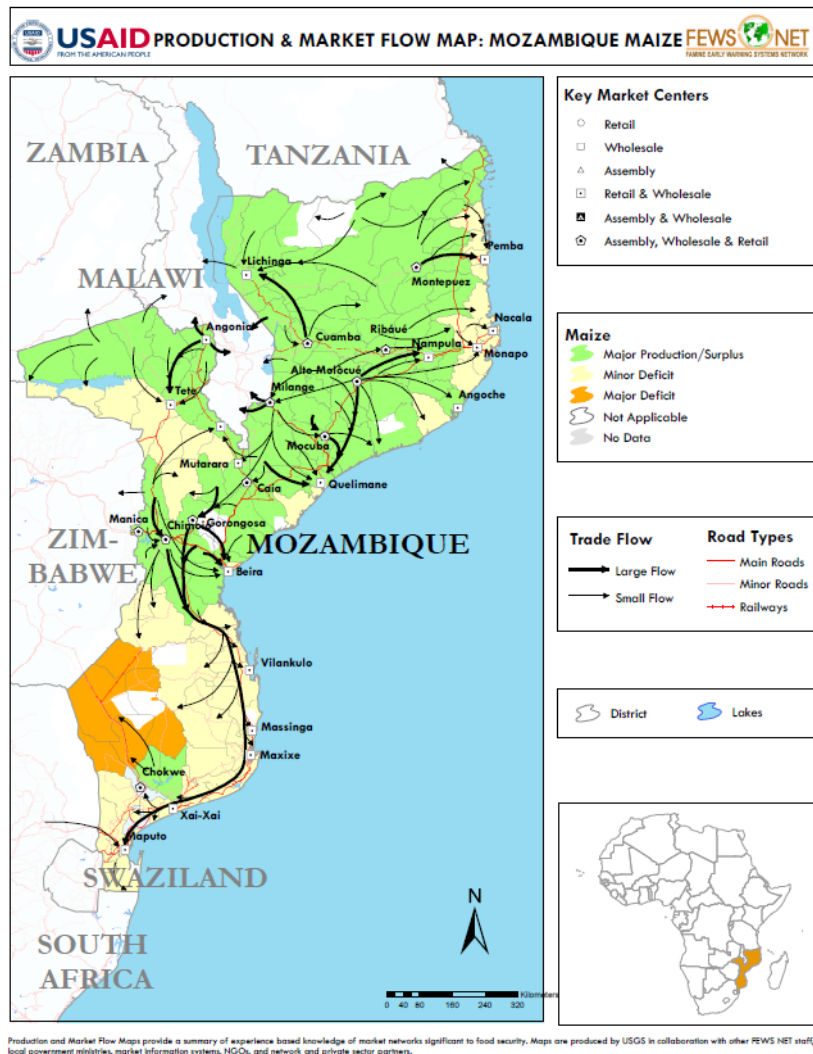 USAID
FROM THE AMERICAN PEOPLE
PRODUCTION & MARKET FLOW MAP: MOZAMBIQUE MAIZE
FEWS NET
FAMINE EARLY WARNING SYSTEMS NETWORK
ZAMBIA
TANZANIA
MALAWI
Lichinga
Pemba
Montepuez
Angonia
Cuamba
Ribáuè
Nacala
Nampula
Monapo
Alto Molócuè
Tete
Milange
Angoche
Mocuba
Mutarara
Caia
Quelimane
Manica
Chimoio
Gorongosa
ZIM-
BABWE
MOZAMBIQUE
Beira
Vilankulo
Massinga
Maxixe
Chokwe
Xai-Xai
Maputo
SWAZILAND
SOUTH
AFRICA
N
0 40 80 160 240 320 Kilometers
Key Market Centers
Retail
Wholesale
Assembly
Retail & Wholesale
Assembly & Wholesale
Assembly, Wholesale & Retail
Maize
Major Production/Surplus
Minor Deficit
Major Deficit
Not Applicable
No Data
Trade Flow
Large Flow
Small Flow
Road Types
Main Roads
Minor Roads
Railways
District
Lakes
Production and Market Flow Maps provide a summary of experience based knowledge of market networks significant to food security. Maps are produced by USGS in collaboration with other FEWS NET staff,
local government ministries, market information systems, NGOs, and network and private sector partners.